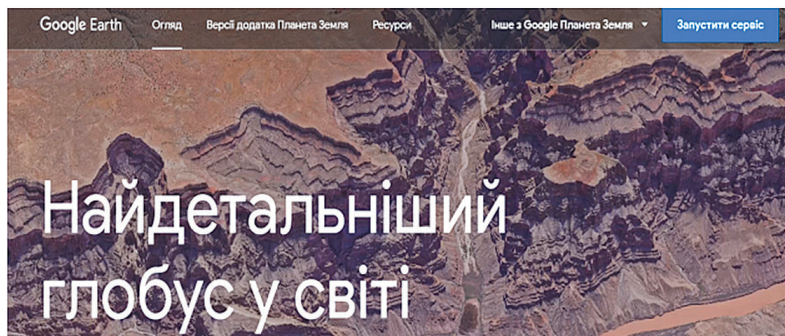 Google Earth
Огляд
Версії додатка Планета Земля
Ресурси
Інше з Google Планета Земля
Запустити сервіс
Найдетальніший
глобус у світі